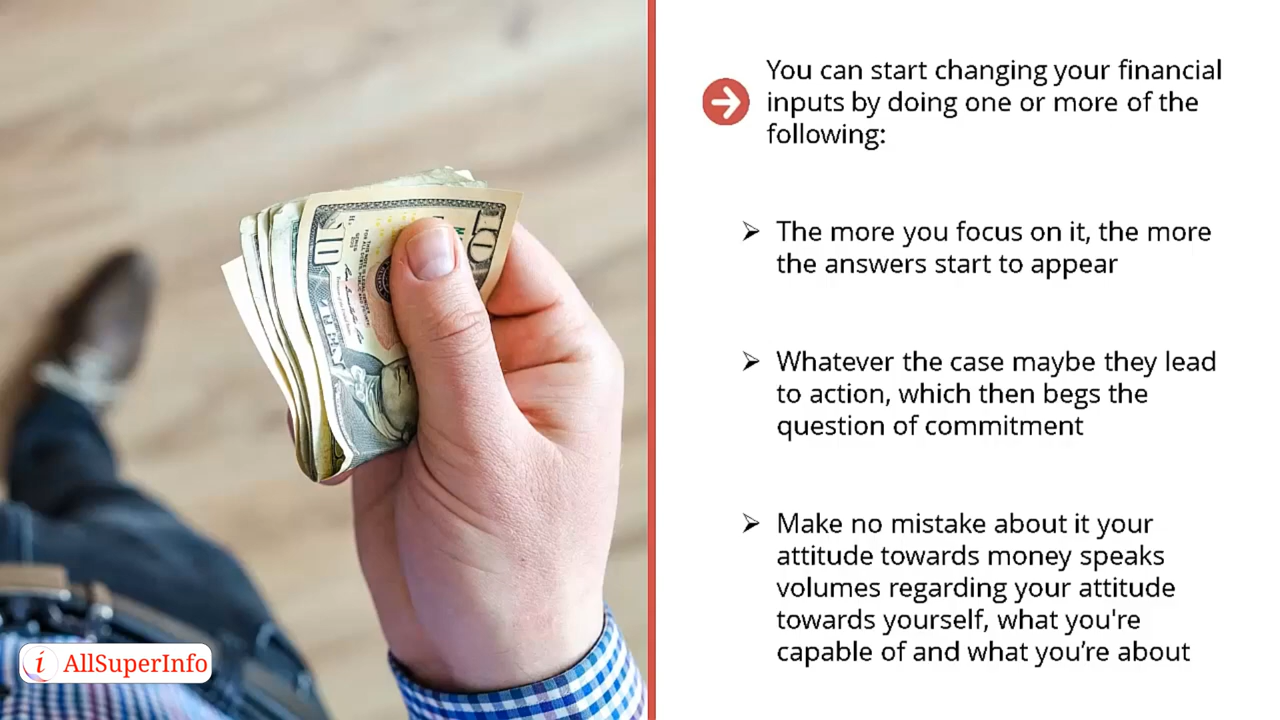 You can start changing your financial
inputs by doing one or more of the
following:
The more you focus on it, the more
the answers start to appear
Whatever the case maybe they lead
to action, which then begs the
question of commitment
Make no mistake about it your
attitude towards money speaks
volumes regarding your attitude
towards yourself, what you're
capable of and what you’re about
10
10
i AllSuperInfo